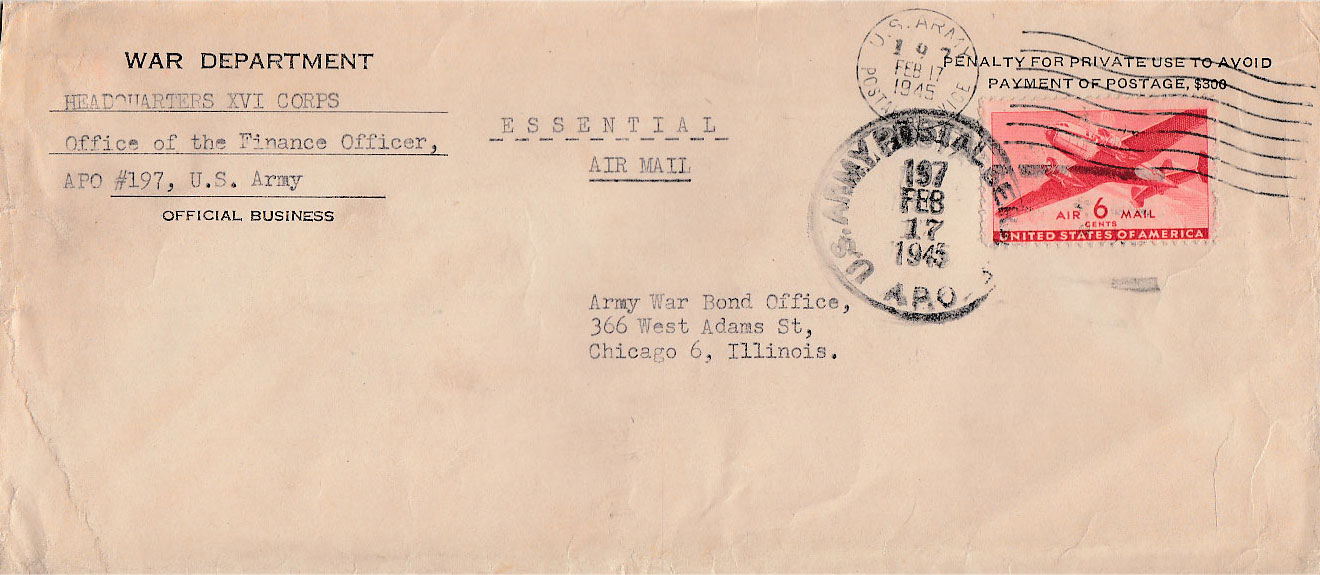 WAR DEPARTMENT
HEADQUARTERS XVI CORPS
Office of the Finance Officer,
APO #197, U.S. Army
OFFICIAL BUSINESS
ESSENTIAL
AIR MAIL
U.S. ARMY
197
FEB 17
1945
POSTAL SERVICE
PENALTY FOR PRIVATE USE TO AVOID
PAYMENT OF POSTAGE, $300
U.S. ARMY POSTAL SERV
197
FEB
17
1945
A.P.O.
AIR 6 MAIL
CENTS
UNITED STATES OF AMERICA
Army War Bond Office,
366 West Adams St,
Chicago 6, Illinois.